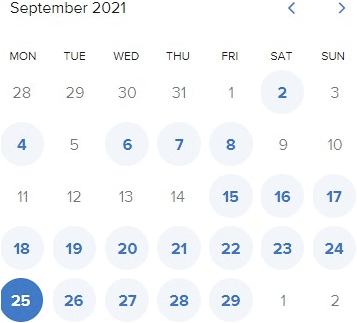 September 2021
MON TUE WED THU FRI SAT SUN
28 29 30 31 1 2 3
4 5 6 7 8 9 10
11 12 13 14 15 16 17
18 19 20 21 22 23 24
25 26 27 28 29 1 2